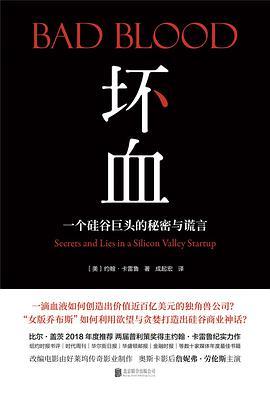 BAD BLOOD
坏
血
一个硅谷巨头的秘密与谎言
Secrets and Lies in a Silicon Valley Startup
[美] 约翰·卡雷鲁 著 成起宏 译
一滴血液如何创造出价值近百亿美元的独角兽公司？
“女版乔布斯”如何利用欲望与贪婪打造出硅谷商业神话？
比尔·盖茨 2018 年度推荐 两届普利策奖得主约翰·卡雷鲁纪实力作
纽约时报书评｜时代周刊｜华尔街日报｜华盛顿邮报｜金融时报｜等数十家媒体年度最佳书籍
改编电影由好莱坞传奇影业制作 奥斯卡影后詹妮弗·劳伦斯主演
北京联合出版公司